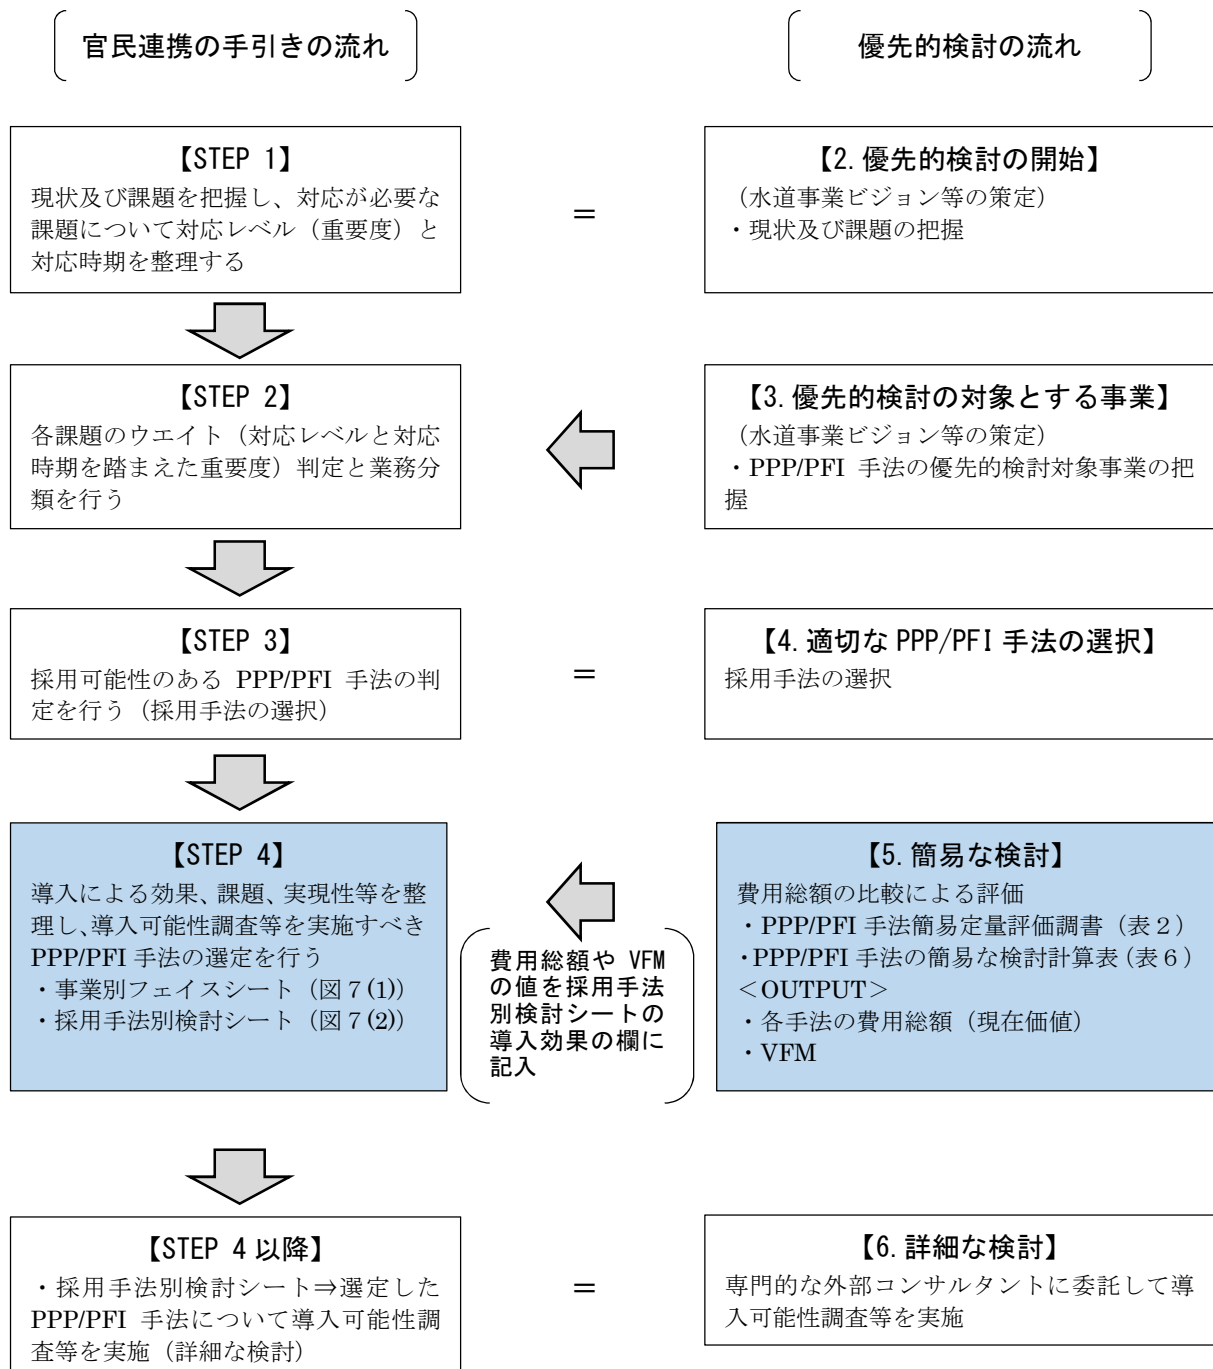 官民連携の手引きの流れ
優先的検討の流れ
【STEP 1】
現状及び課題を把握し、対応が必要な
課題について対応レベル（重要度）と
対応時期を整理する
＝
【2. 優先的検討の開始】
（水道事業ビジョン等の策定）
・現状及び課題の把握
【STEP 2】
各課題のウエイト（対応レベルと対応
時期を踏まえた重要度）判定と業務分
類を行う
【3. 優先的検討の対象とする事業】
（水道事業ビジョン等の策定）
・PPP/PFI 手法の優先的検討対象事業の把
握
【STEP 3】
採用可能性のある PPP/PFI 手法の判
定を行う（採用手法の選択）
＝
【4. 適切な PPP/PFI 手法の選択】
採用手法の選択
【STEP 4】
導入による効果、課題、実現性等を整
理し、導入可能性調査等を実施すべき
PPP/PFI 手法の選定を行う
・事業別フェイスシート（図７(1)）
・採用手法別検討シート（図７(2)）
費用総額や VFM
の値を採用手法
別検討シートの
導入効果の欄に
記入
【5. 簡易な検討】
費用総額の比較による評価
・PPP/PFI 手法簡易定量評価調書（表２）
・PPP/PFI 手法の簡易な検討計算表（表６）
＜OUTPUT＞
・各手法の費用総額（現在価値）
・VFM
【STEP 4 以降】
・採用手法別検討シート⇒選定した
PPP/PFI 手法について導入可能性調
査等を実施（詳細な検討）
＝
【6. 詳細な検討】
専門的な外部コンサルタントに委託して導
入可能性調査等を実施